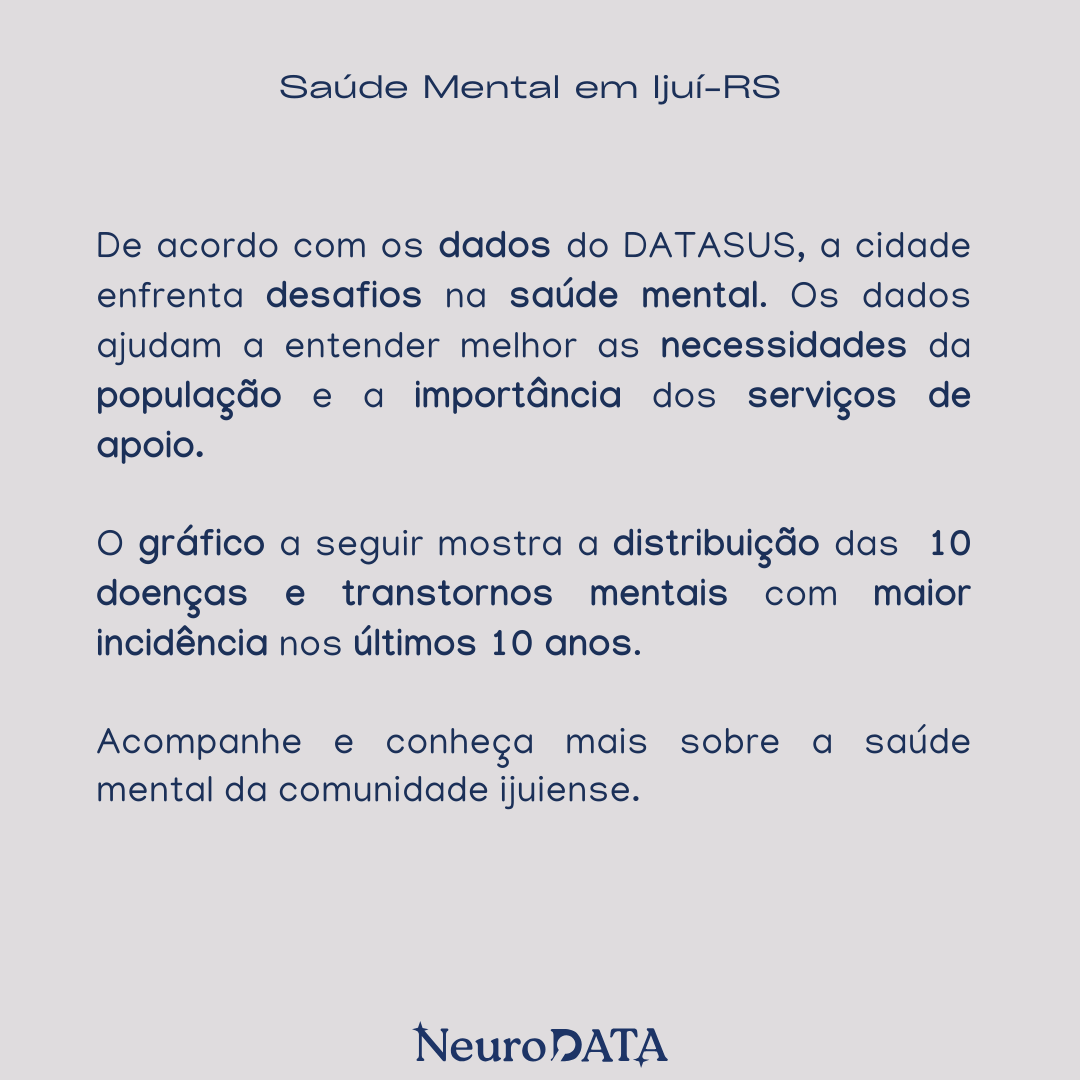 Saúde Mental em Ijuí-RS
De acordo com os dados do DATASUS, a cidade
enfrenta desafios na saúde mental. Os dados
ajudam a entender melhor as necessidades da
população e a importância dos serviços de
apoio.
O gráfico a seguir mostra a distribuição das 10
doenças e transtornos mentais com maior
incidência nos últimos 10 anos.
Acompanhe e conheça mais sobre a saúde
mental da comunidade ijuiense.
NeuroDATA